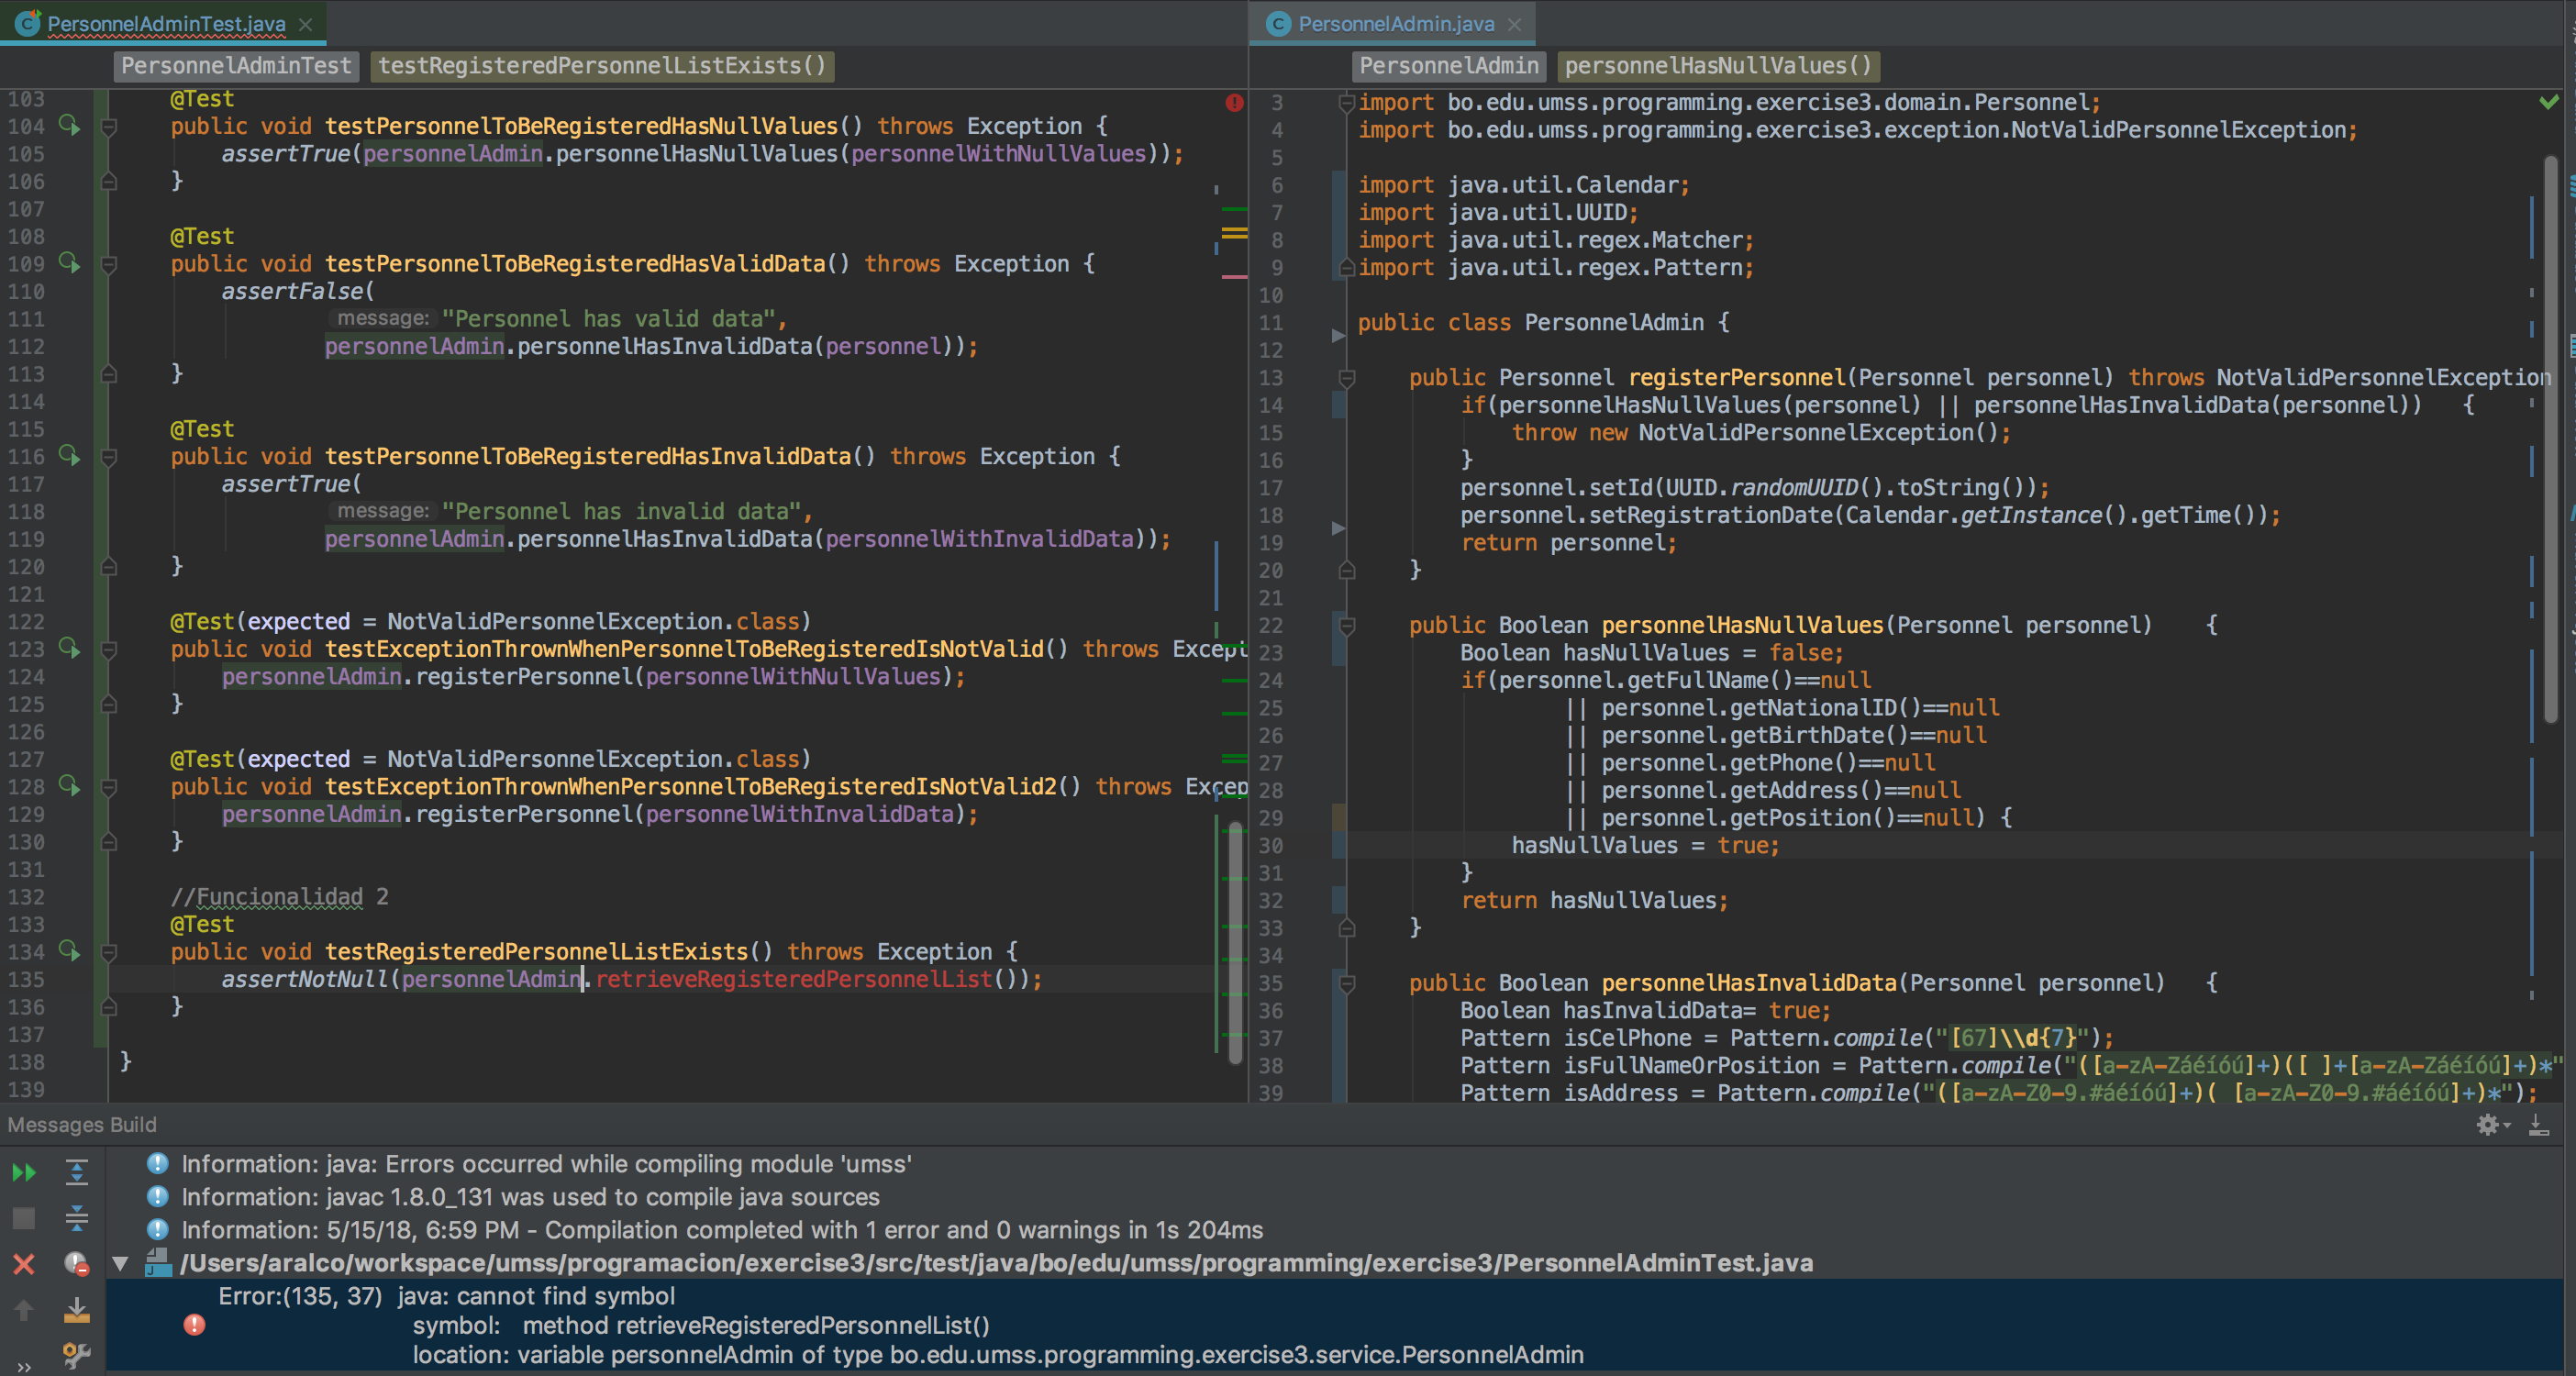 PersonnelAdminTest.java
PersonnelAdminTest testRegisteredPersonnelListExists()
103 @Test
104 public void testPersonnelToBeRegisteredHasNullValues() throws Exception {
105 assertTrue(personnelAdmin.personnelHasNullValues(personnelWithNullValues));
106 }
107
108 @Test
109 public void testPersonnelToBeRegisteredHasValidData() throws Exception {
110 assertFalse(
111 message: "Personnel has valid data",
112 personnelAdmin.personnelHasInvalidData(personnel));
113 }
114
115 @Test
116 public void testPersonnelToBeRegisteredHasInvalidData() throws Exception {
117 assertTrue(
118 message: "Personnel has invalid data",
119 personnelAdmin.personnelHasInvalidData(personnelWithInvalidData));
120 }
121
122 @Test(expected = NotValidPersonnelException.class)
123 public void testExceptionThrownWhenPersonnelToBeRegisteredIsNotValid() throws Except
124 personnelAdmin.registerPersonnel(personnelWithNullValues);
125 }
126
127 @Test(expected = NotValidPersonnelException.class)
128 public void testExceptionThrownWhenPersonnelToBeRegisteredIsNotValid2() throws Excep
129 personnelAdmin.registerPersonnel(personnelWithInvalidData);
130 }
131
132 //Funcionalidad 2
133 @Test
134 public void testRegisteredPersonnelListExists() throws Exception {
135 assertNotNull(personnelAdmin.retrieveRegisteredPersonnelList());
136 }
137
138 }
139
PersonnelAdmin.java
PersonnelAdmin personnelHasNullValues()
3 import bo.edu.umss.programming.exercise3.domain.Personnel;
4 import bo.edu.umss.programming.exercise3.exception.NotValidPersonnelException;
5
6 import java.util.Calendar;
7 import java.util.UUID;
8 import java.util.regex.Matcher;
9 import java.util.regex.Pattern;
10
11 public class PersonnelAdmin {
12
13 public Personnel registerPersonnel(Personnel personnel) throws NotValidPersonnelException
14 if(personnelHasNullValues(personnel) || personnelHasInvalidData(personnel)) {
15 throw new NotValidPersonnelException();
16 }
17 personnel.setId(UUID.randomUUID().toString());
18 personnel.setRegistrationDate(Calendar.getInstance().getTime());
19 return personnel;
20 }
21
22 public Boolean personnelHasNullValues(Personnel personnel) {
23 Boolean hasNullValues = false;
24 if(personnel.getFullName()==null
25 || personnel.getNationalID()==null
26 || personnel.getBirthDate()==null
27 || personnel.getPhone()==null
28 || personnel.getAddress()==null
29 || personnel.getPosition()==null) {
30 hasNullValues = true;
31 }
32 return hasNullValues;
33 }
34
35 public Boolean personnelHasInvalidData(Personnel personnel) {
36 Boolean hasInvalidData= true;
37 Pattern isCelPhone = Pattern.compile("[67]\\d{7}");
38 Pattern isFullNameOrPosition = Pattern.compile("([a-zA-Záéíóú]+)([ ]+[a-zA-Záéíóú]+)*"
39 Pattern isAddress = Pattern.compile("([a-zA-Z0-9.#áéíóú]+)( [a-zA-Z0-9.#áéíóú]+)*");
Messages Build
Information: java: Errors occurred while compiling module 'umss'
Information: javac 1.8.0_131 was used to compile java sources
Information: 5/15/18, 6:59 PM - Compilation completed with 1 error and 0 warnings in 1s 204ms
/Users/aralco/workspace/umss/programacion/exercise3/src/test/java/bo/edu/umss/programming/exercise3/PersonnelAdminTest.java
Error:(135, 37) java: cannot find symbol
symbol: method retrieveRegisteredPersonnelList()
location: variable personnelAdmin of type bo.edu.umss.programming.exercise3.service.PersonnelAdmin